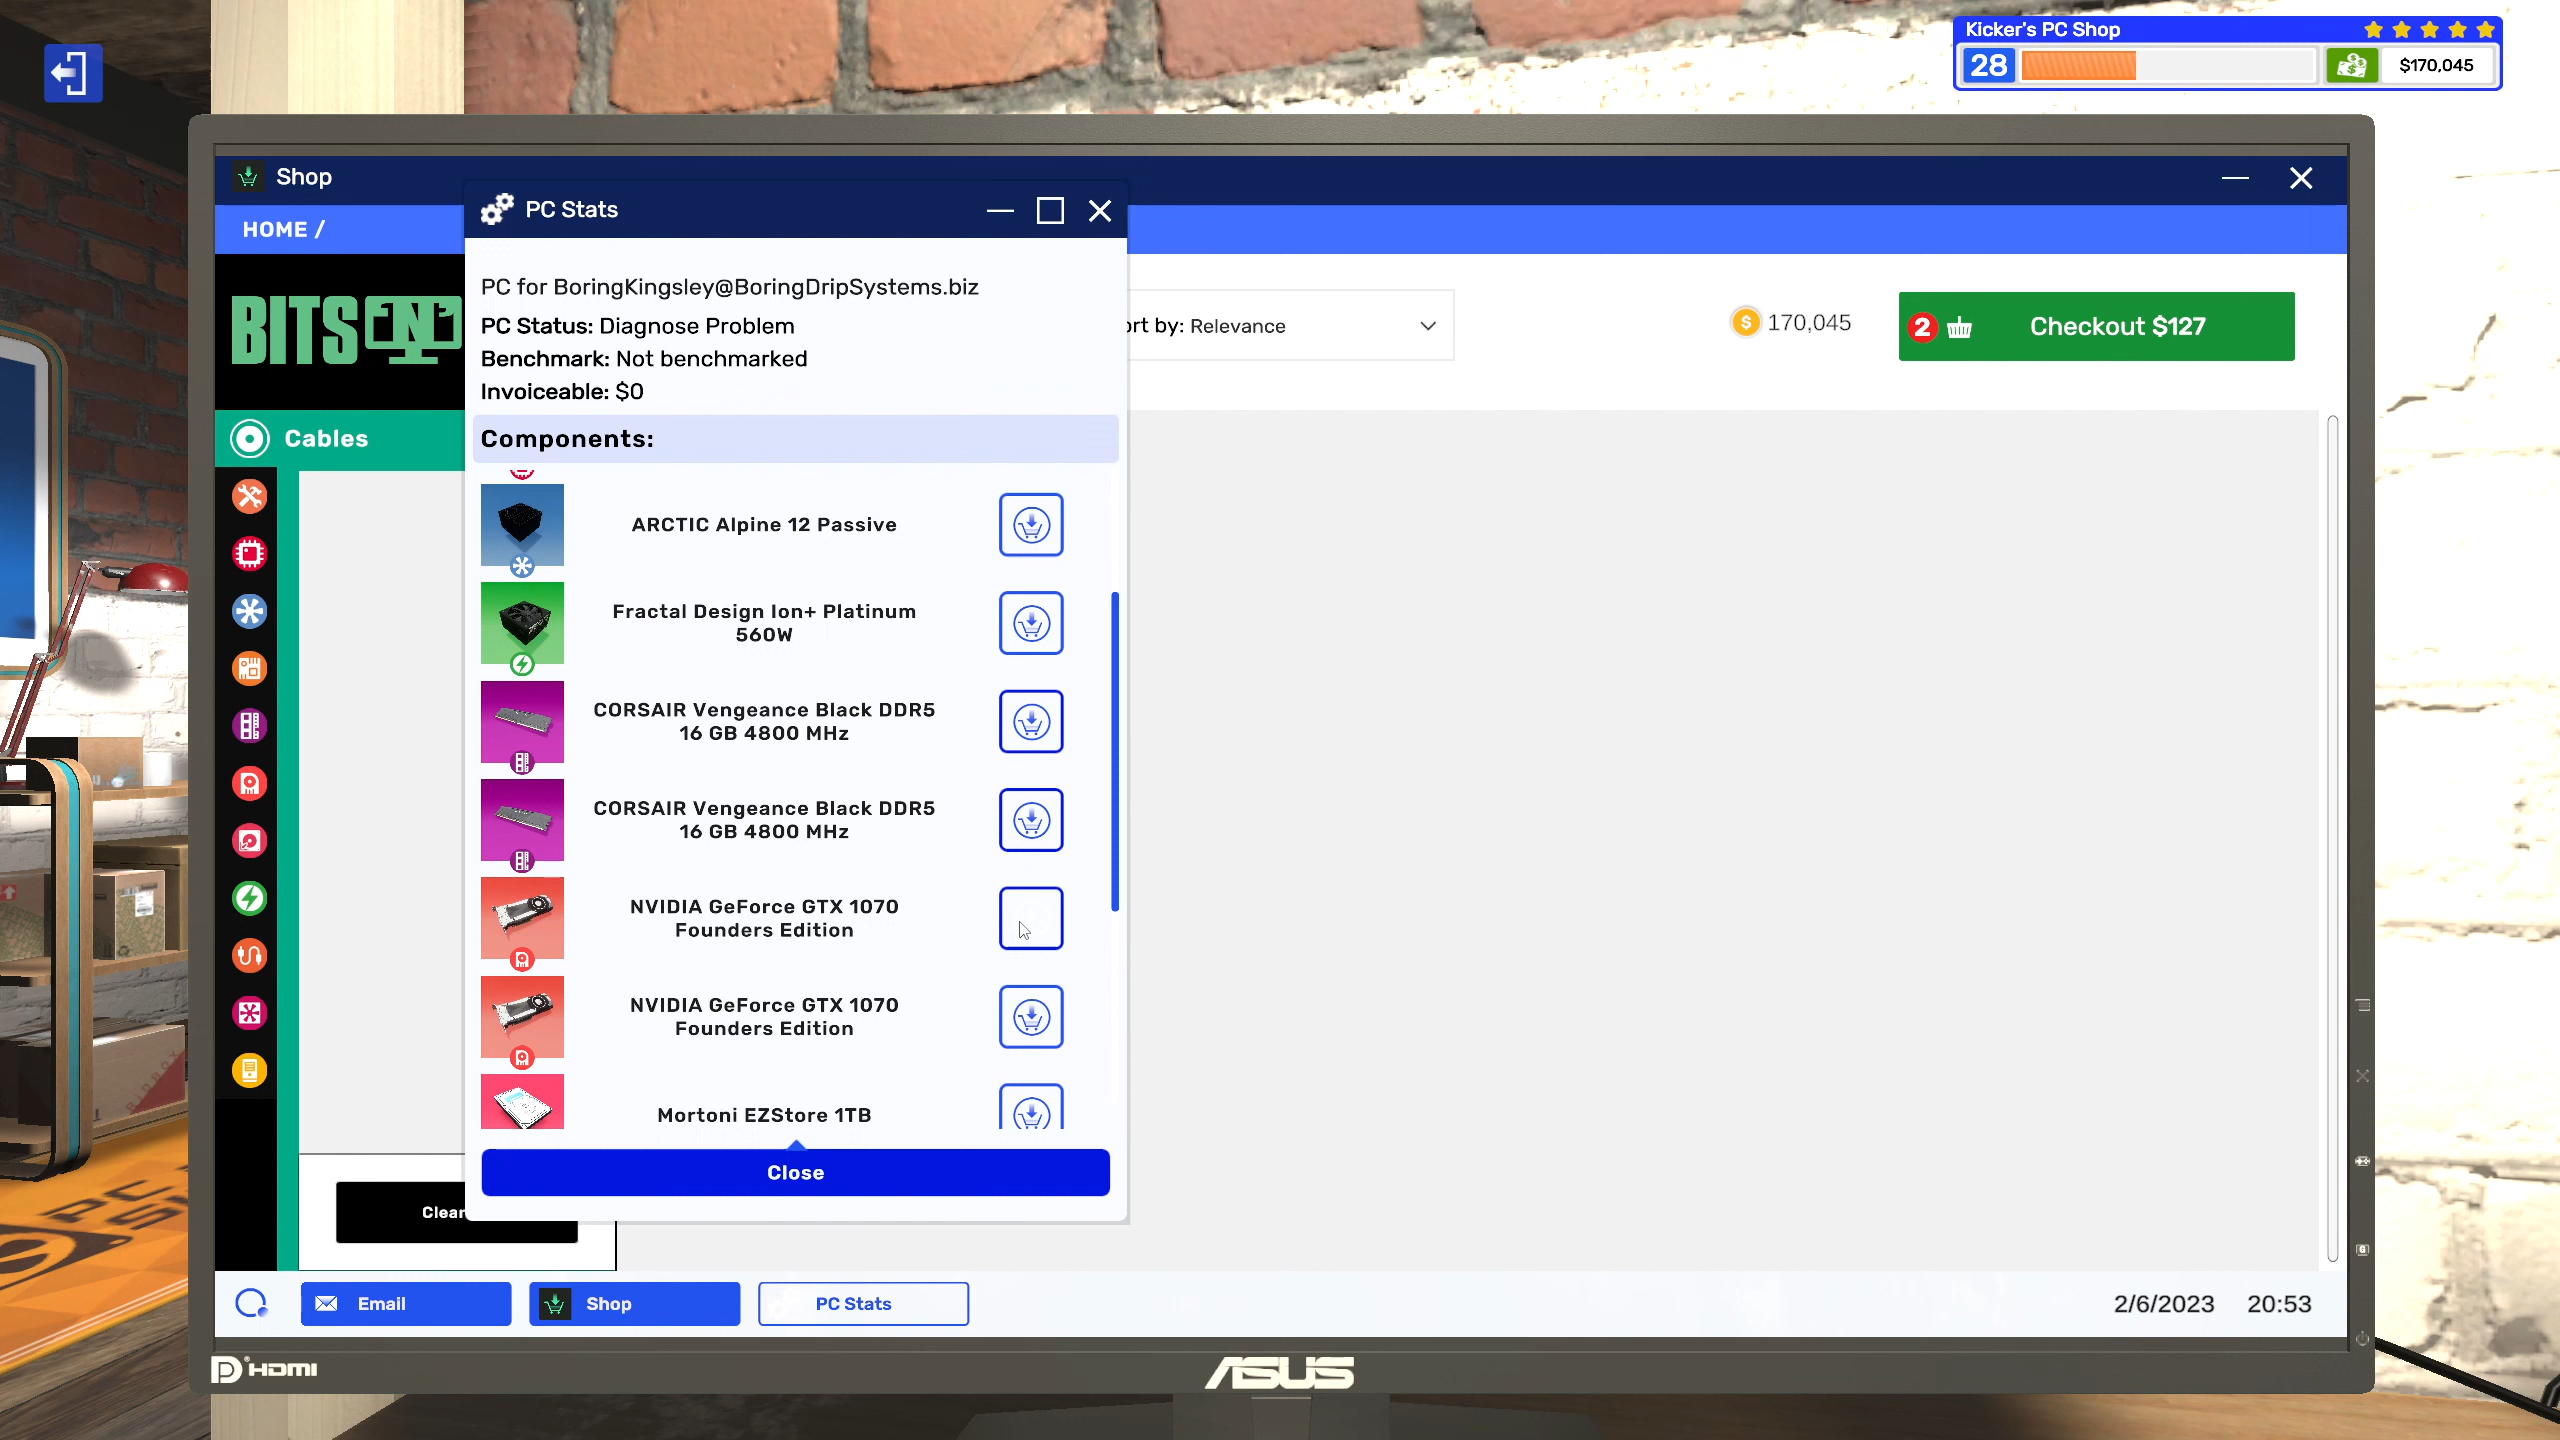 Kicker's PC Shop
28
$170,045
Shop
HOME /
PC Stats
PC for BoringKingsley@BoringDripSystems.biz
PC Status: Diagnose Problem
Benchmark: Not benchmarked
Invoiceable: $0
BITS
ort by: Relevance
170,045
2
Checkout $127
Cables
Components:
ARCTIC Alpine 12 Passive
Fractal Design Ion+ Platinum
560W
CORSAIR Vengeance Black DDR5
16 GB 4800 MHz
CORSAIR Vengeance Black DDR5
16 GB 4800 MHz
NVIDIA GeForce GTX 1070
Founders Edition
NVIDIA GeForce GTX 1070
Founders Edition
Mortoni EZStore 1TB
Close
Clear
Email
Shop
PC Stats
2/6/2023
20:53
HDMI
ASUS